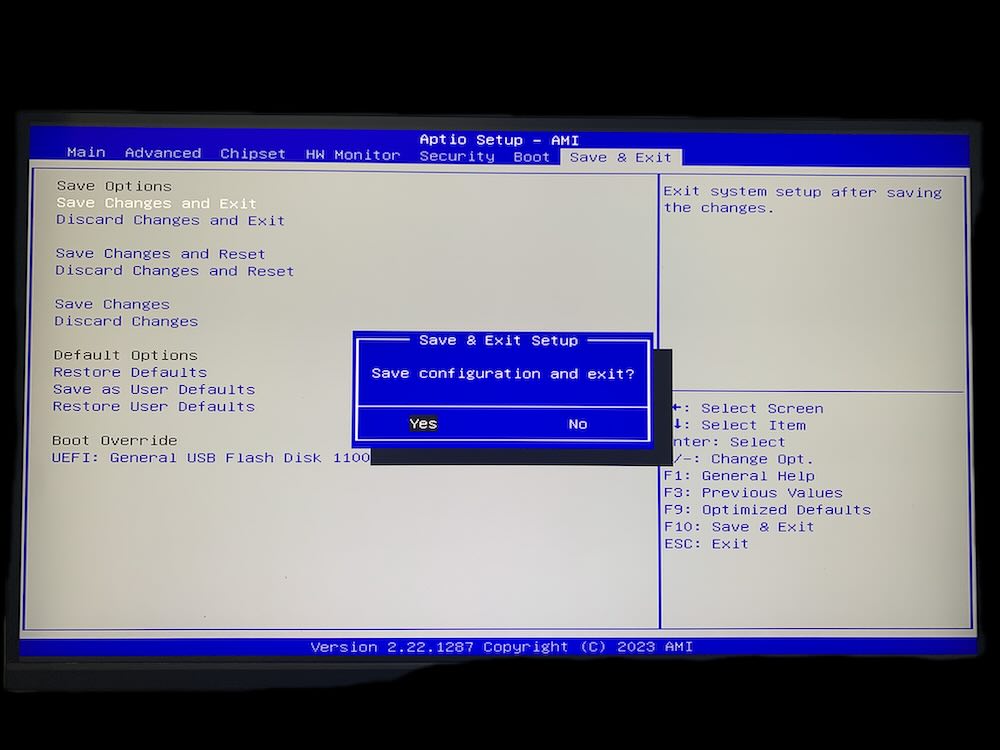 Aptio Setup - AMI
Main Advanced Chipset HW Monitor Security Boot Save & Exit
Save Options
Save Changes and Exit
Discard Changes and Exit
Save Changes and Reset
Discard Changes and Reset
Save Changes
Discard Changes
Default Options
Restore Defaults
Save as User Defaults
Restore User Defaults
Boot Override
UEFI: General USB Flash Disk 1100
Save & Exit Setup
Save configuration and exit?
Yes No
Exit system setup after saving
the changes.
←: Select Screen
↓: Select Item
nter: Select
/-: Change Opt.
F1: General Help
F3: Previous Values
F9: Optimized Defaults
F10: Save & Exit
ESC: Exit
Version 2.22.1287 Copyright (C) 2023 AMI